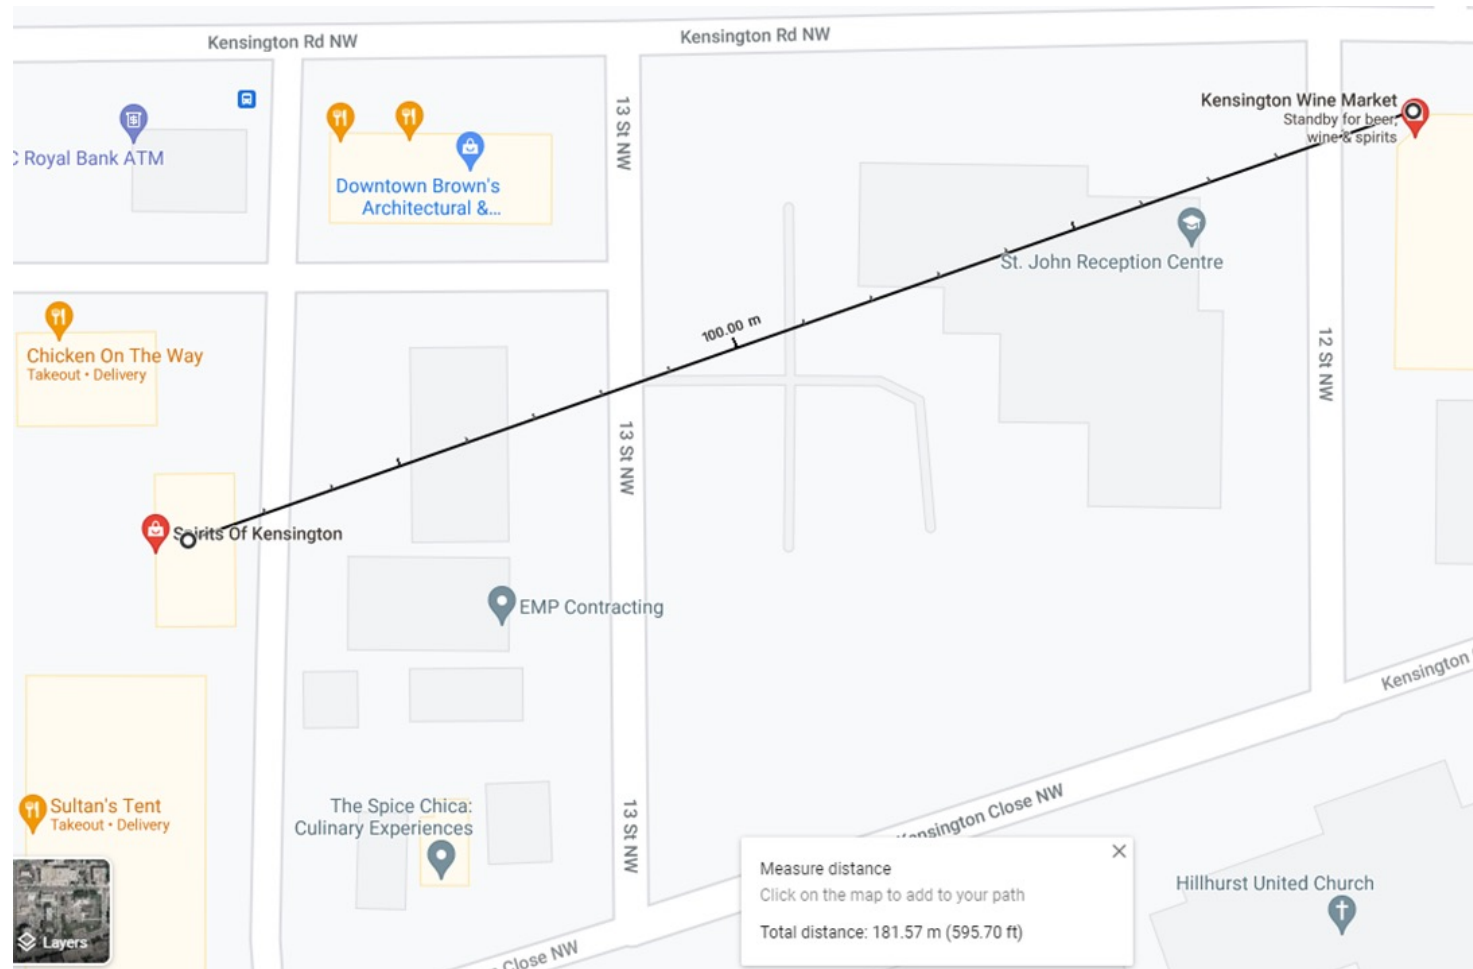 Kensington Rd NW
Kensington Rd NW
13 St NW
Kensington Wine Market
Standby for beer,
wine & spirits
C Royal Bank ATM
Downtown Brown's
Architectural &...
St. John Reception Centre
100.00 m
Chicken On The Way
Takeout • Delivery
12 St NW
13 St NW
Spirits Of Kensington
EMP Contracting
Kensington
Sultan's Tent
Takeout • Delivery
The Spice Chica:
Culinary Experiences
13 St NW
Kensington Close NW
Measure distance
Click on the map to add to your path
Total distance: 181.57 m (595.70 ft)
Hillhurst United Church
Layers
Close NW